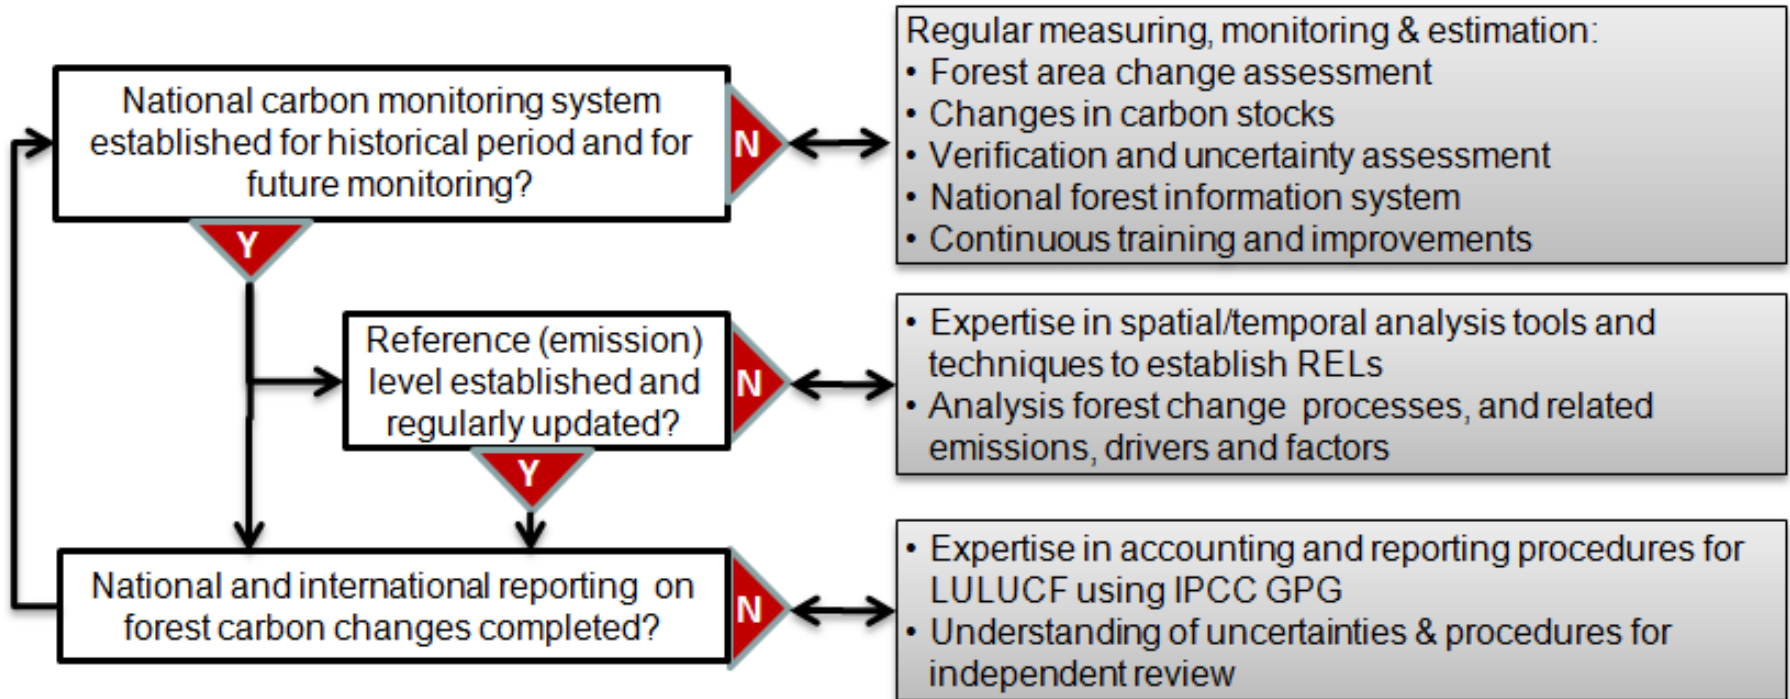 National carbon monitoring system
established for historical period and for
future monitoring?
N
Y
Regular measuring, monitoring & estimation:
• Forest area change assessment
• Changes in carbon stocks
• Verification and uncertainty assessment
• National forest information system
• Continuous training and improvements
Reference (emission)
level established and
regularly updated?
N
Y
• Expertise in spatial/temporal analysis tools and
techniques to establish RELs
• Analysis forest change processes, and related
emissions, drivers and factors
National and international reporting on
forest carbon changes completed?
N
• Expertise in accounting and reporting procedures for
LULUCF using IPCC GPG
• Understanding of uncertainties & procedures for
independent review